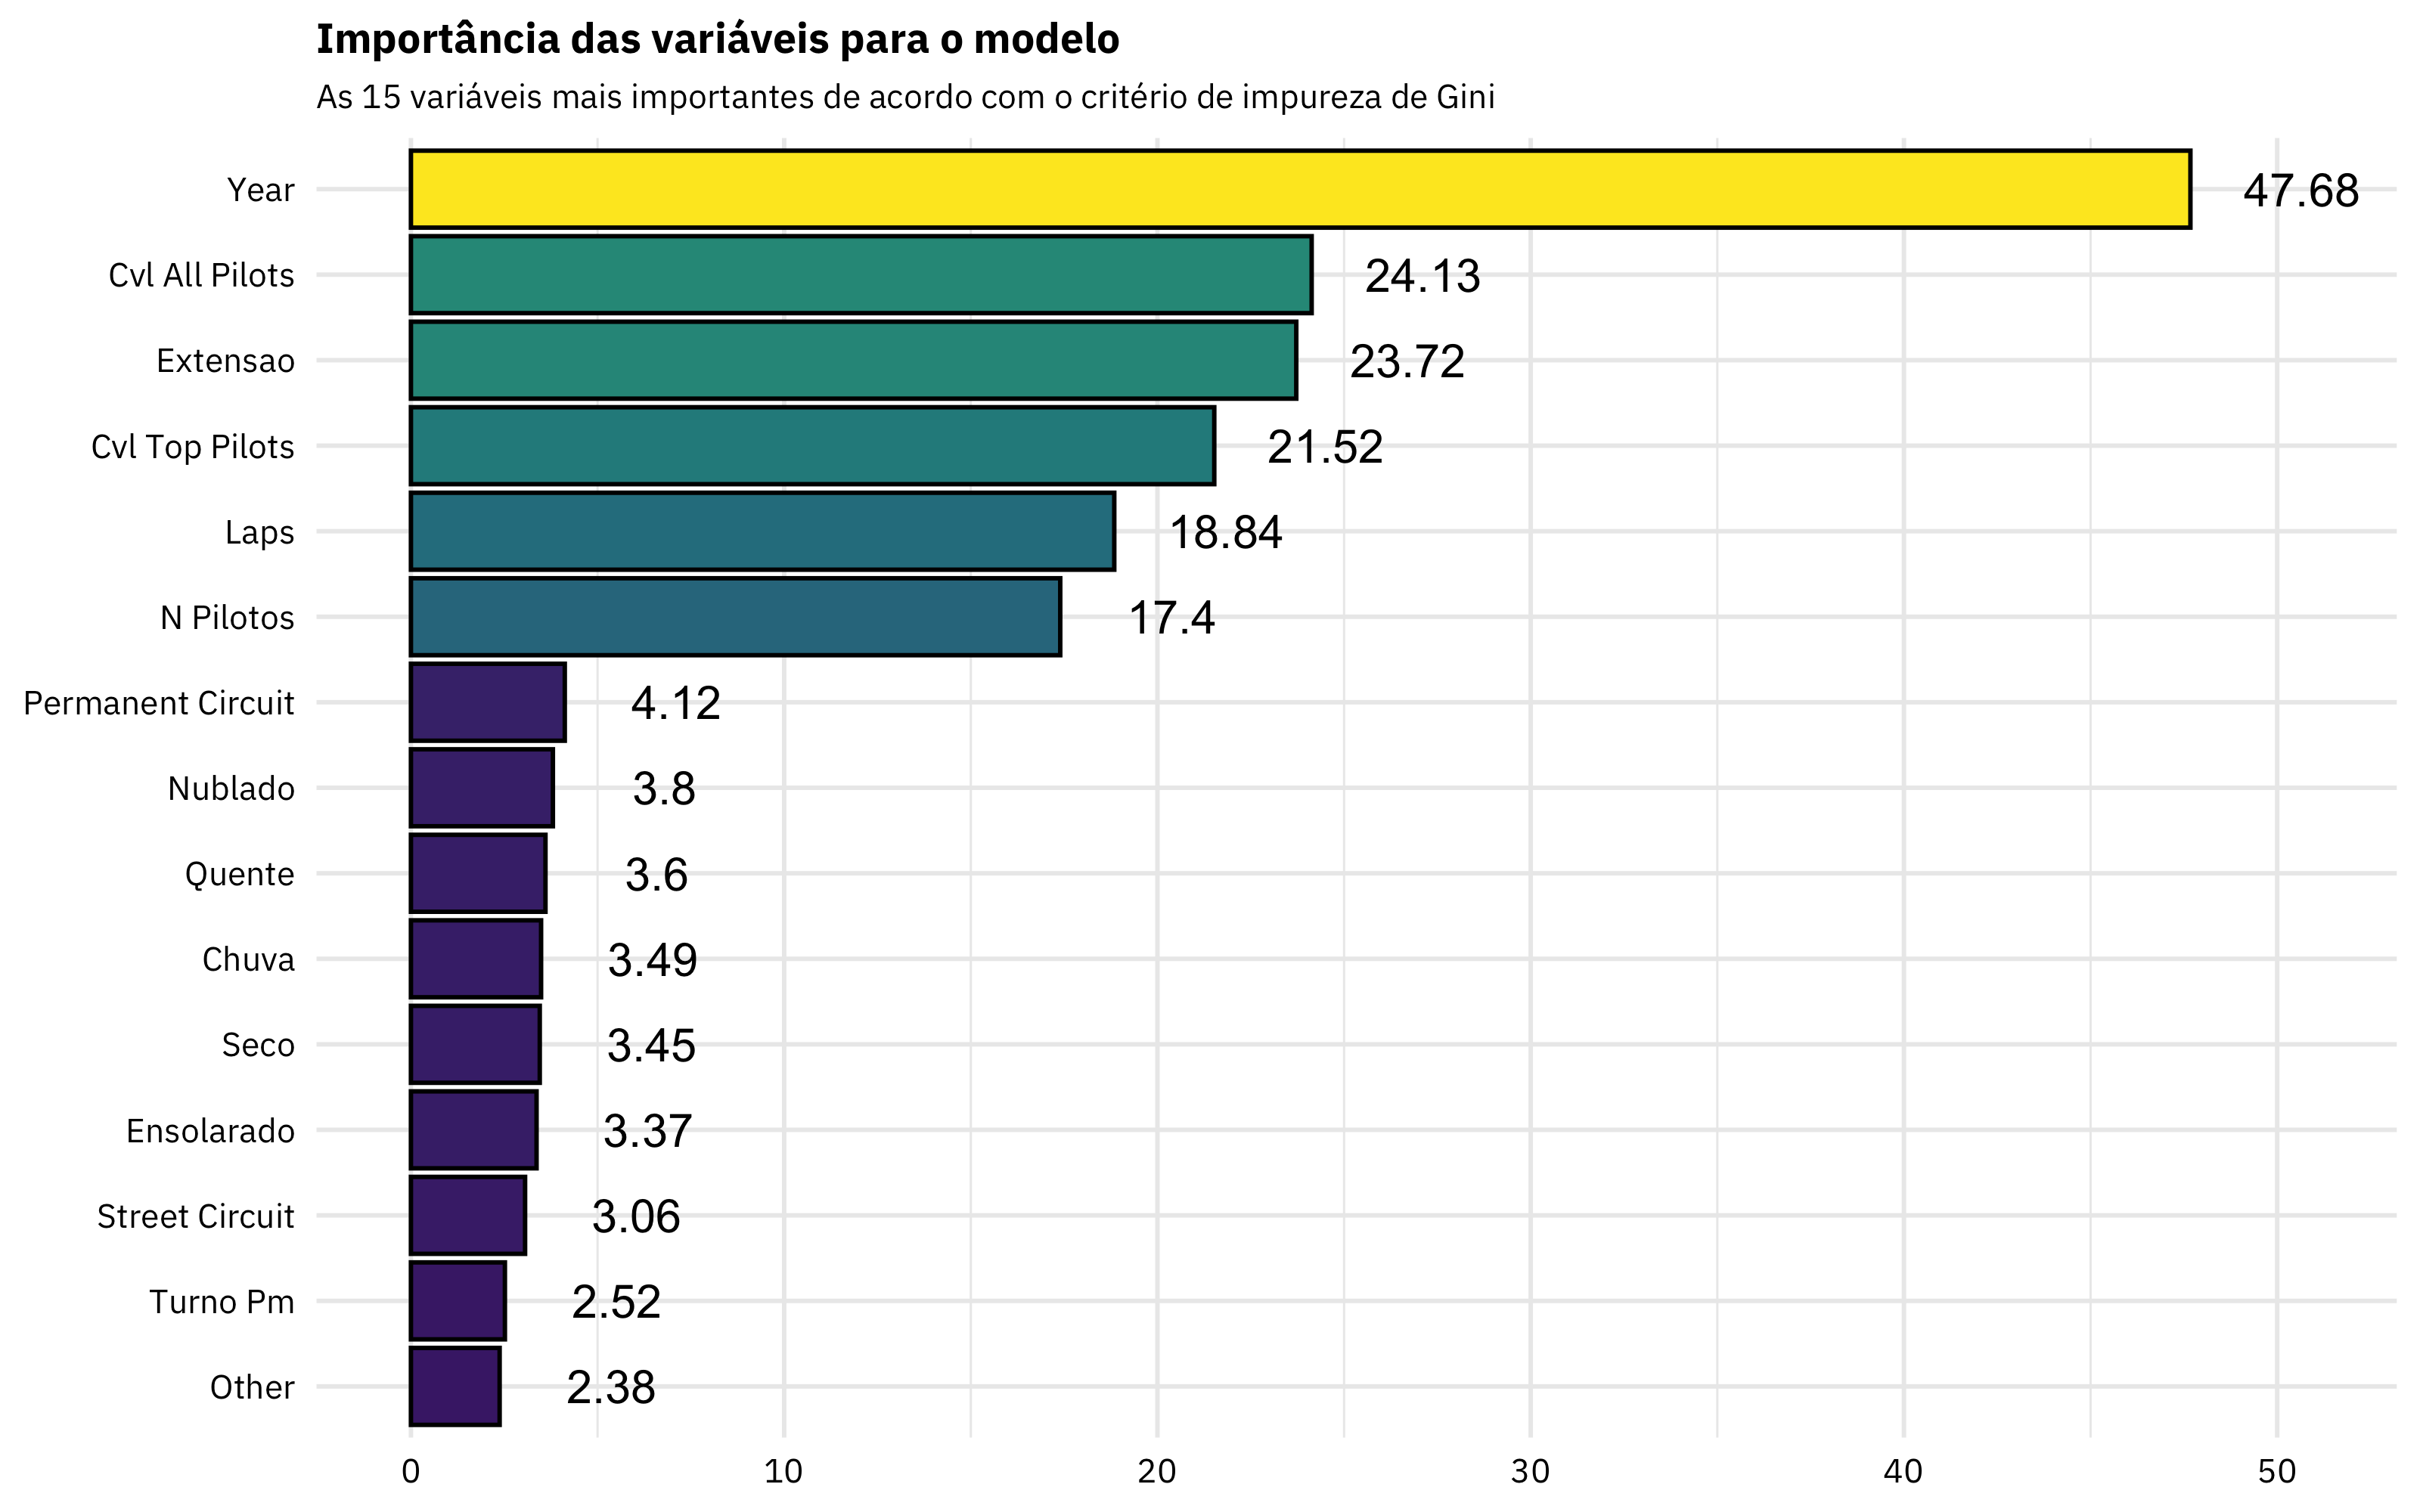 Importância das variáveis para o modelo
As 15 variáveis mais importantes de acordo com o critério de impureza de Gini
Year 47.68
Cvl All Pilots 24.13
Extensao 23.72
Cvl Top Pilots 21.52
Laps 18.84
N Pilotos 17.4
Permanent Circuit 4.12
Nublado 3.8
Quente 3.6
Chuva 3.49
Seco 3.45
Ensolarado 3.37
Street Circuit 3.06
Turno Pm 2.52
Other 2.38
0 10 20 30 40 50